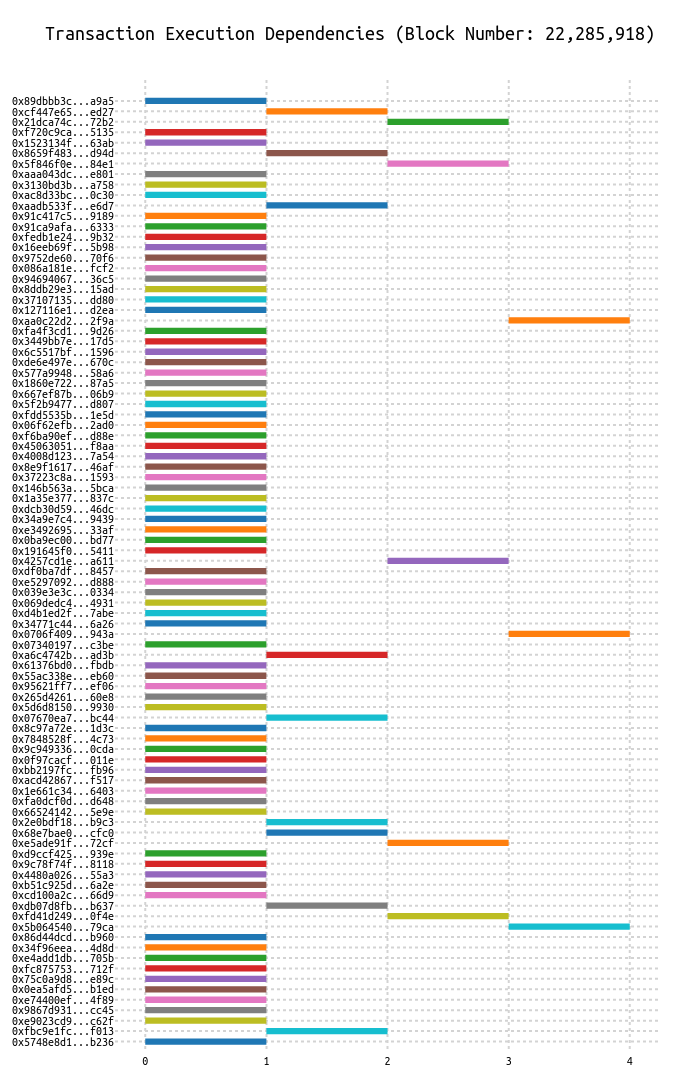 Transaction Execution Dependencies (Block Number: 22,285,918)
0x89dbbb3c...a9a5
0xcf447e65...ed27
0x21dca74c...72b2
0xf720c9ca...5135
0x1523134f...63ab
0x8659f483...d94d
0x5f846f0e...84e1
0xaaa043dc...e801
0x3130bd3b...a758
0xac8d33bc...0c30
0xaadb533f...e6d7
0x91c417c5...9189
0x91ca9afa...6333
0xfedb1e24...9b32
0x16eeb69f...5b98
0x9752de60...70f6
0x086a181e...fcf2
0x94694067...36c5
0x8ddb29e3...15ad
0x37107135...dd80
0x127116e1...d2ea
0xaa0c22d2...2f9a
0xfa4f3cd1...9d26
0x3449bb7e...17d5
0x6c5517bf...1596
0xde6e497e...670c
0x577a9948...58a6
0x1860e722...87a5
0x667ef87b...06b9
0x5f2b9477...d807
0xfdd5535b...1e5d
0x06f62efb...2ad0
0xf6ba90ef...d88e
0x45063051...f8aa
0x4008d123...7a54
0x8e9f1617...46af
0x37223c8a...1593
0x146b563a...5bca
0x1a35e377...837c
0xdcb30d59...46dc
0x34a9e7c4...9439
0xe3492695...33af
0x0ba9ec00...bd77
0x191645f0...5411
0x4257cd1e...a611
0xdf0ba7df...8457
0xe5297092...d888
0x039e3e3c...0334
0x069dedc4...4931
0xd4b1ed2f...7abe
0x34771c44...6a26
0x0706f409...943a
0x07340197...c3be
0xa6c4742b...ad3b
0x61376bd0...fbdb
0x55ac338e...eb60
0x95621ff7...ef06
0x265d4261...60e8
0x5d6d8150...9930
0x07670ea7...bc44
0x8c97a72e...1d3c
0x7848528f...4c73
0x9c949336...0cda
0x0f97cacf...011e
0xbb2197fc...fb96
0xacd42867...f517
0x1e661c34...6403
0xfa0dcf0d...d648
0x66524142...5e9e
0x2e0bdf18...b9c3
0x68e7bae0...cfc0
0xe5ade91f...72cf
0xd9ccf425...939e
0x9c78f74f...8118
0x4480a026...55a3
0xb51c925d...6a2e
0xcd100a2c...66d9
0xdb07d8fb...b637
0xfd41d249...0f4e
0x5b064540...79ca
0x86d44dcd...b960
0x34f96eea...4d8d
0xe4add1db...705b
0xfc875753...712f
0x75c0a9d8...e89c
0x0ea5afd5...b1ed
0xe74400ef...4f89
0x9867d931...cc45
0xe9023cd9...c62f
0xfbc9e1fc...f013
0x5748e8d1...b236
0 1 2 3 4